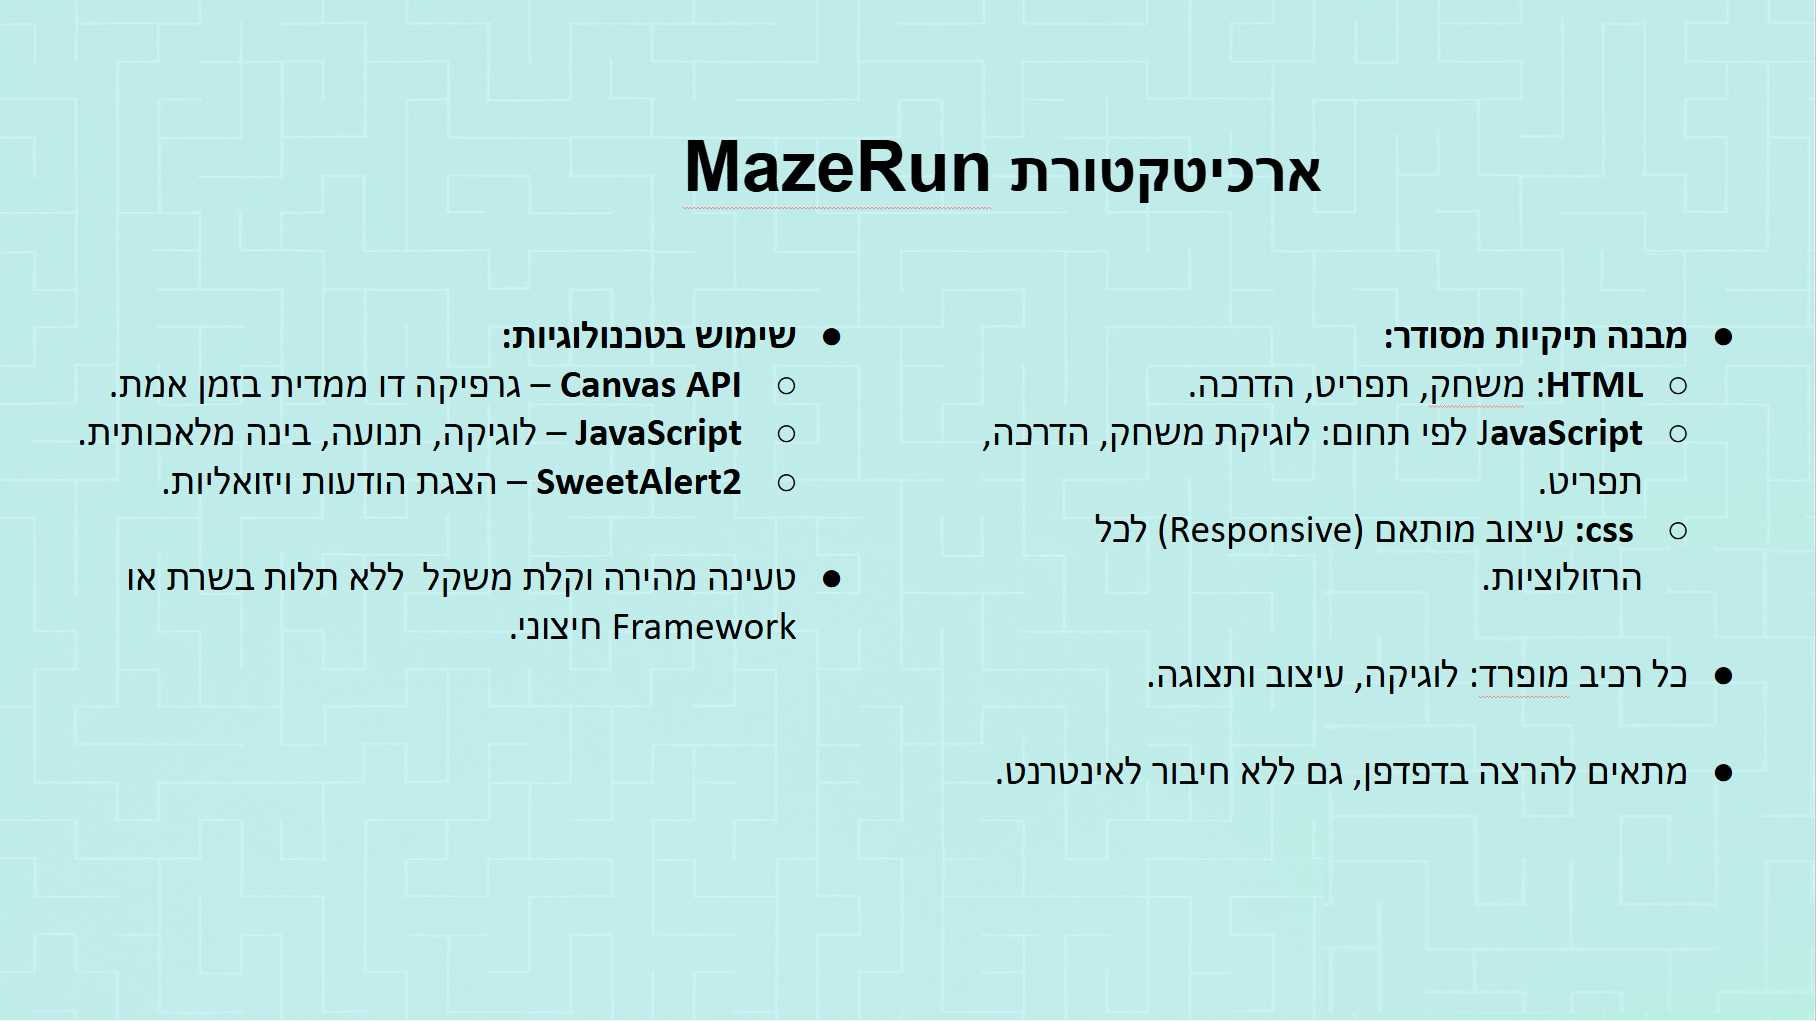 ארכיטקטורת MazeRun
● מבנה תיקיות מסודר:
○ HTML: משחק, תפריט, הדרכה.
○ JavaScript לפי תחום: לוגיקת משחק, הדרכה,
תפריט.
○ css: עיצוב מותאם (Responsive) לכל
הרזולוציות.
● כל רכיב מופרד: לוגיקה, עיצוב ותצוגה.
● מתאים להרצה בדפדפן, גם ללא חיבור לאינטרנט.
● שימוש בטכנולוגיות:
○ Canvas API – גרפיקה דו ממדית בזמן אמת.
○ JavaScript – לוגיקה, תנועה, בינה מלאכותית.
○ SweetAlert2 – הצגת הודעות ויזואליות.
● טעינה מהירה וקלת משקל  ללא תלות בשרת או
Framework חיצוני.